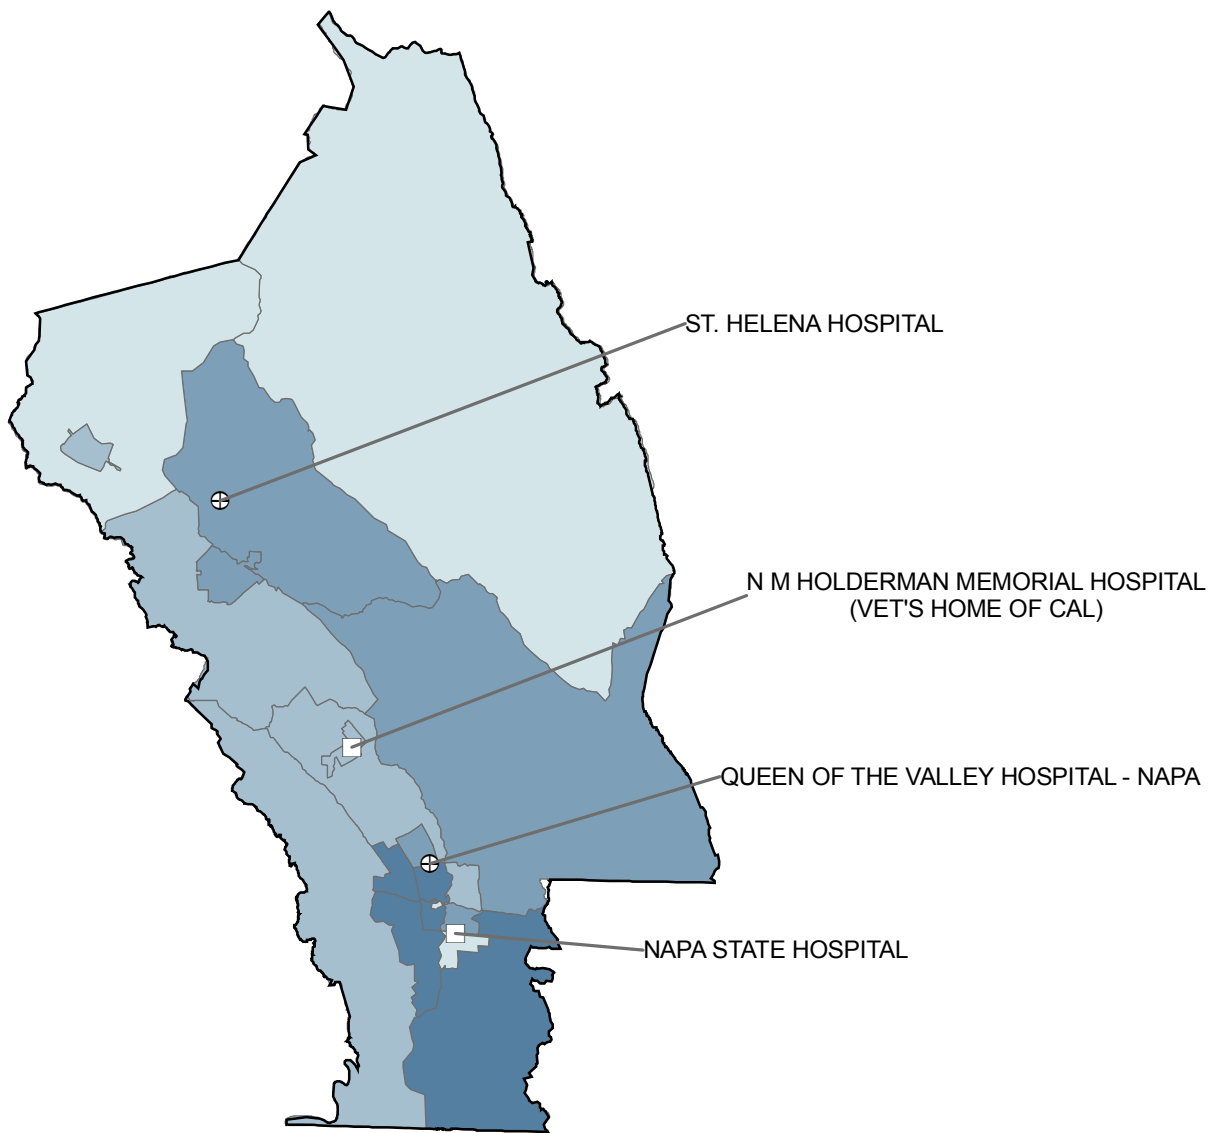 ST. HELENA HOSPITAL
N M HOLDERMAN MEMORIAL HOSPITAL
(VET'S HOME OF CAL)
QUEEN OF THE VALLEY HOSPITAL - NAPA
NAPA STATE HOSPITAL